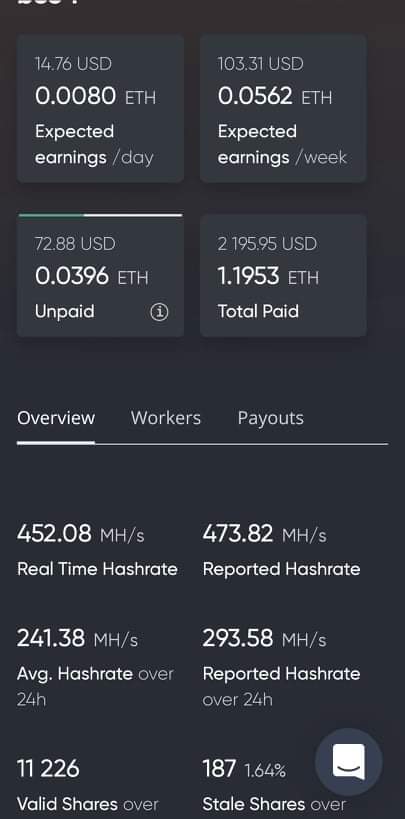 14.76 USD
0.0080 ETH
Expected
earnings /day
103.31 USD
0.0562 ETH
Expected
earnings /week
72.88 USD
0.0396 ETH
Unpaid
2 195.95 USD
1.1953 ETH
Total Paid
Overview Workers Payouts
452.08 MH/s
Real Time Hashrate
473.82 MH/s
Reported Hashrate
241.38 MH/s
Avg. Hashrate over
24h
293.58 MH/s
Reported Hashrate
over 24h
11 226
Valid Shares over
187 1.64%
Stale Shares over